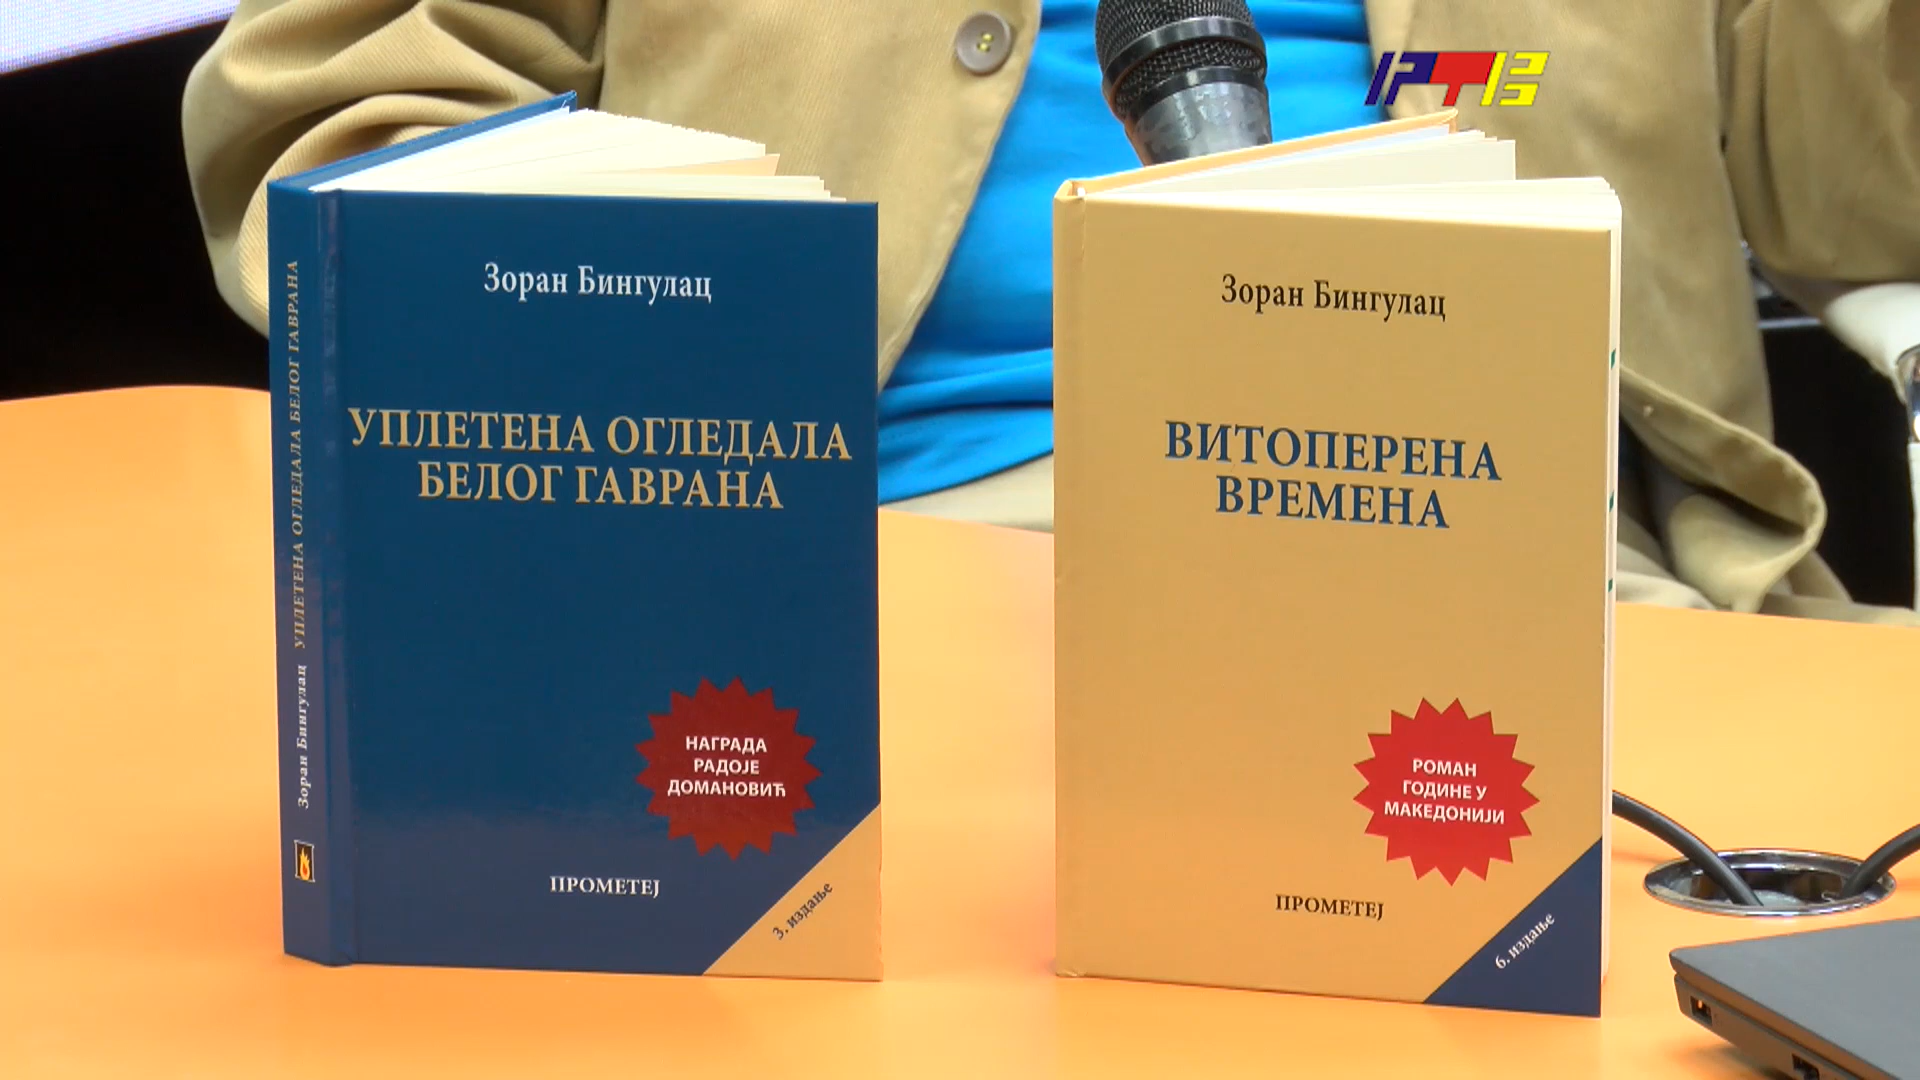 РТВ
Зоран Бингулац
УПЛЕТЕНА ОГЛЕДАЛА
БЕЛОГ ГАВРАНА
НАГРАДА
РАДОЈЕ
ДОМАНОВИЋ
ПРОМЕТЕЈ
3. издање
Зоран Бингулац УПЛЕТЕНА ОГЛЕДАЛА БЕЛОГ ГАВРАНА
Зоран Бингулац
ВИТОПЕРЕНА
ВРЕМЕНА
РОМАН
ГОДИНЕ У
МАКЕДОНИЈИ
ПРОМЕТЕЈ
6. издање